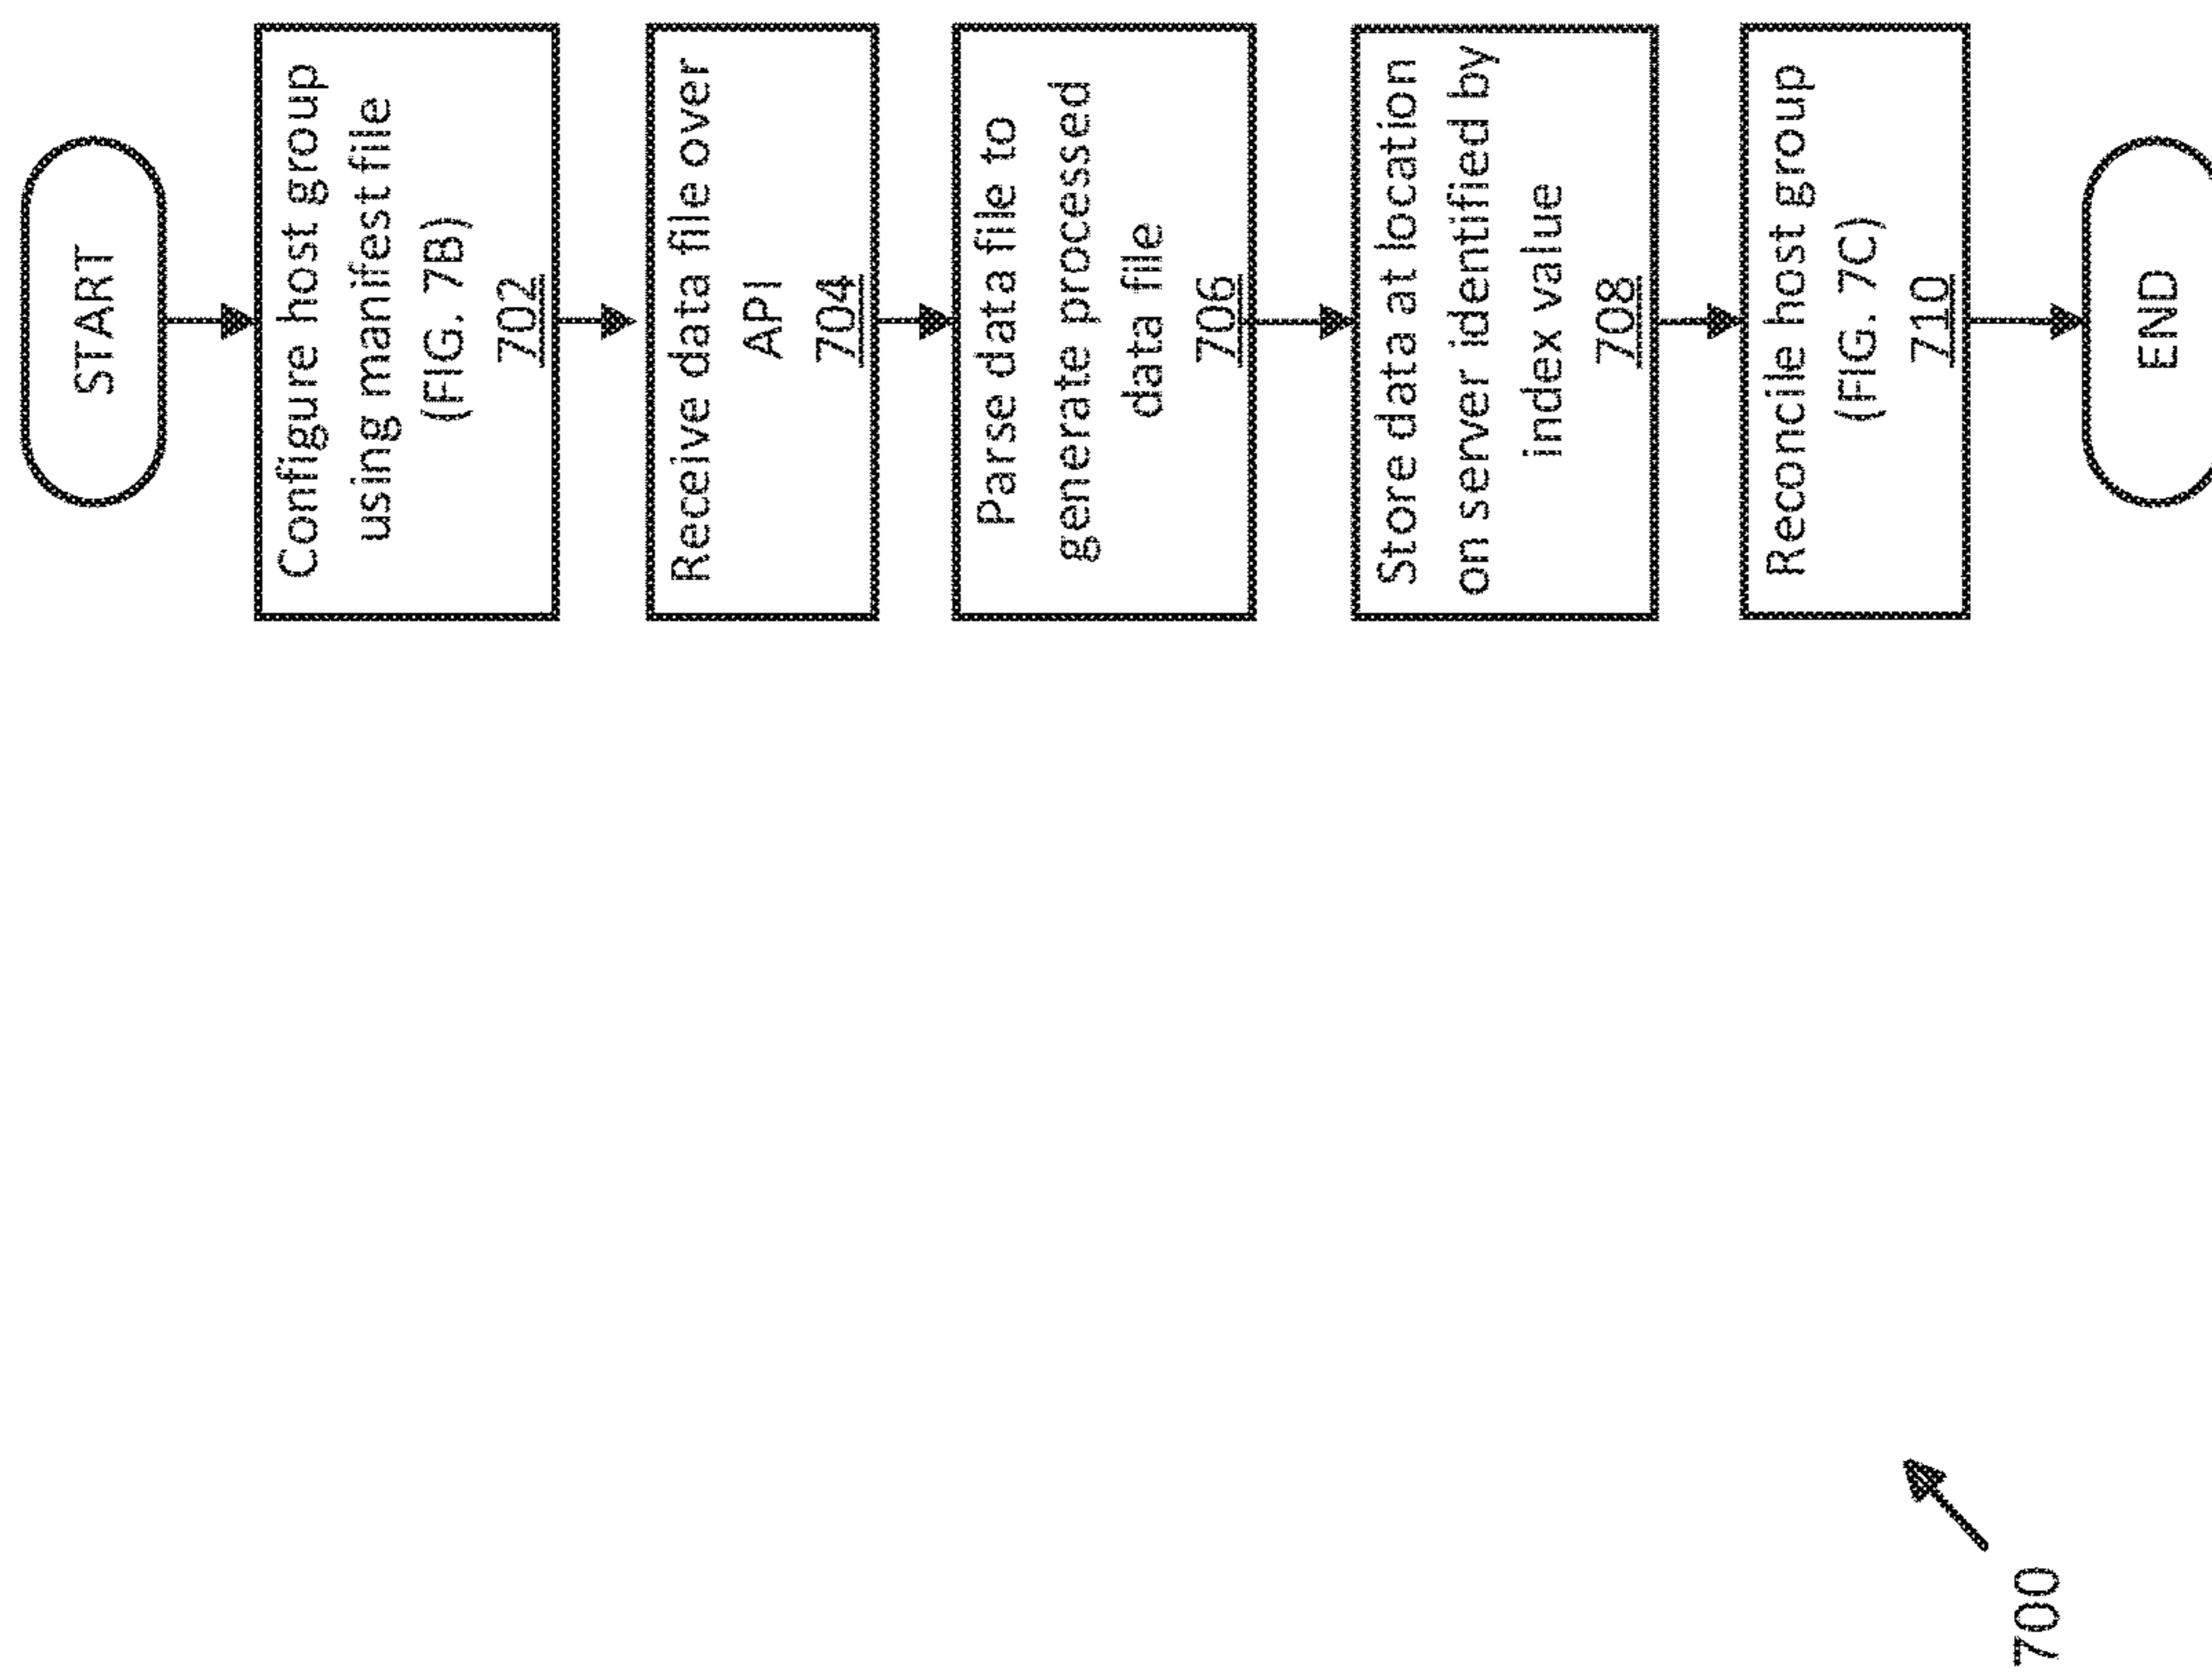 START
Configure host group
using manifest file
(FIG. 7B)
702
Receive data file over
API
704
Parse data file to
generate processed
data file
706
Store data at location
on server identified by
index value
708
Reconcile host group
(FIG. 7C)
710
END
700